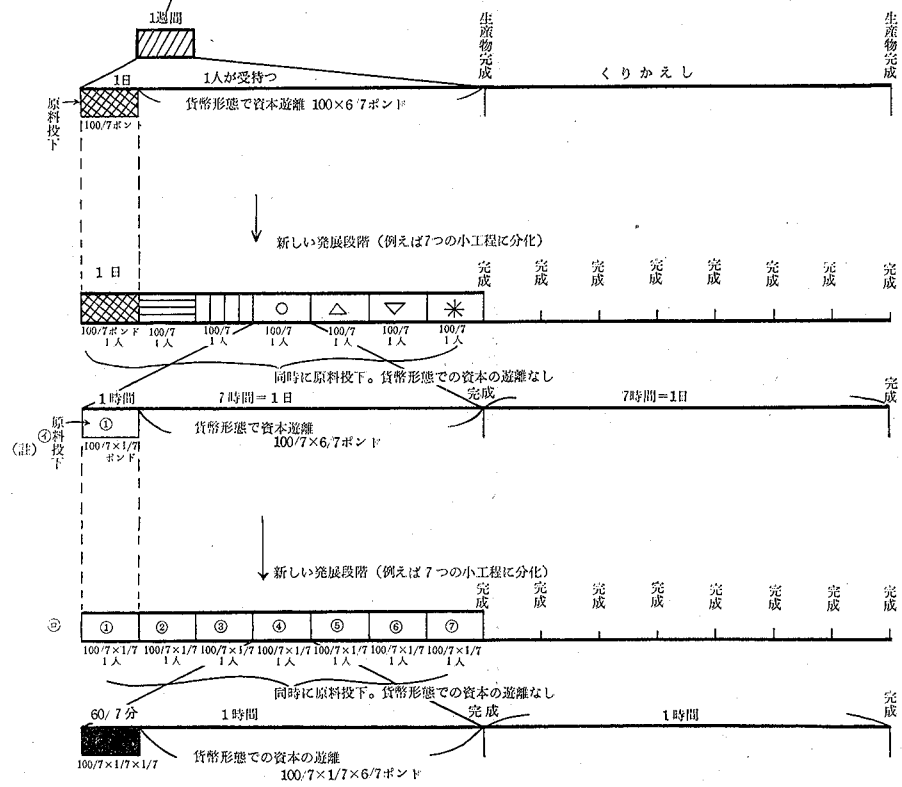 1週間
生産物完成
生産物完成
1日
1人が受持つ
くりかえし
原料投下
貨幣形態で資本遊離 100×6/7ポンド
100/7ポンド
新しい発展段階（例えば7つの小工程に分化）
1日
完成
完成
完成
完成
完成
完成
完成
完成
○
△
▽
100/7ポンド 100/7 100/7 100/7 100/7 100/7 100/7
1人 1人 1人 1人 1人 1人 1人
同時に原料投下。貨幣形態での資本の遊離なし
1時間
7時間＝1日
完成
7時間＝1日
完成
（註）
㋑
原料投下
①
貨幣形態で資本遊離
100/7×6/7ポンド
100/7×1/7
ポンド
新しい発展段階（例えば7つの小工程に分化）
完成
完成
完成
完成
完成
完成
完成
完成
㋺
① ② ③ ④ ⑤ ⑥ ⑦
100/7×1/7 100/7×1/7 100/7×1/7 100/7×1/7 100/7×1/7 100/7×1/7 100/7×1/7
1人 1人 1人 1人 1人 1人 1人
同時に原料投下。貨幣形態での資本の遊離なし
60/7分
1時間
完成
1時間
完成
貨幣形態での資本の遊離
100/7×1/7×6/7ポンド
100/7×1/7×1/7